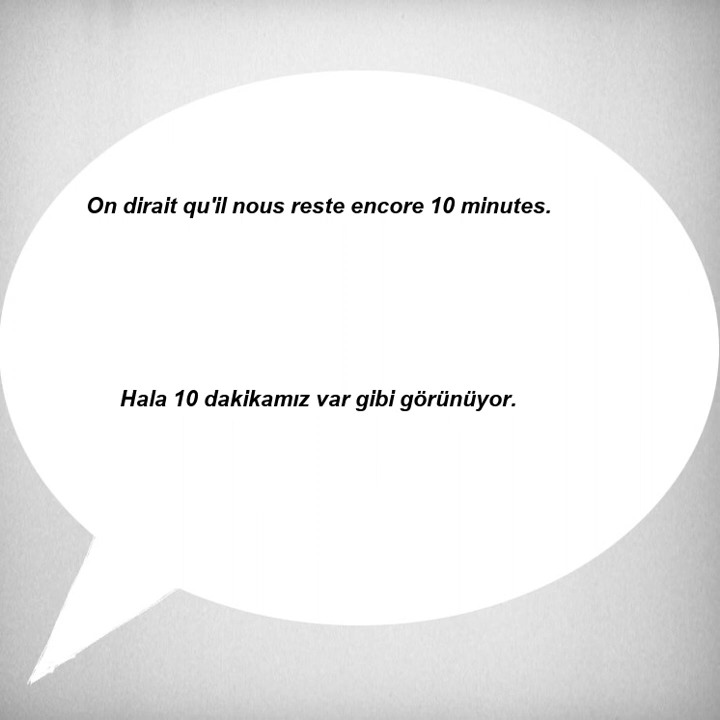 On dirait qu'il nous reste encore 10 minutes.
Hala 10 dakikamız var gibi görünüyor.